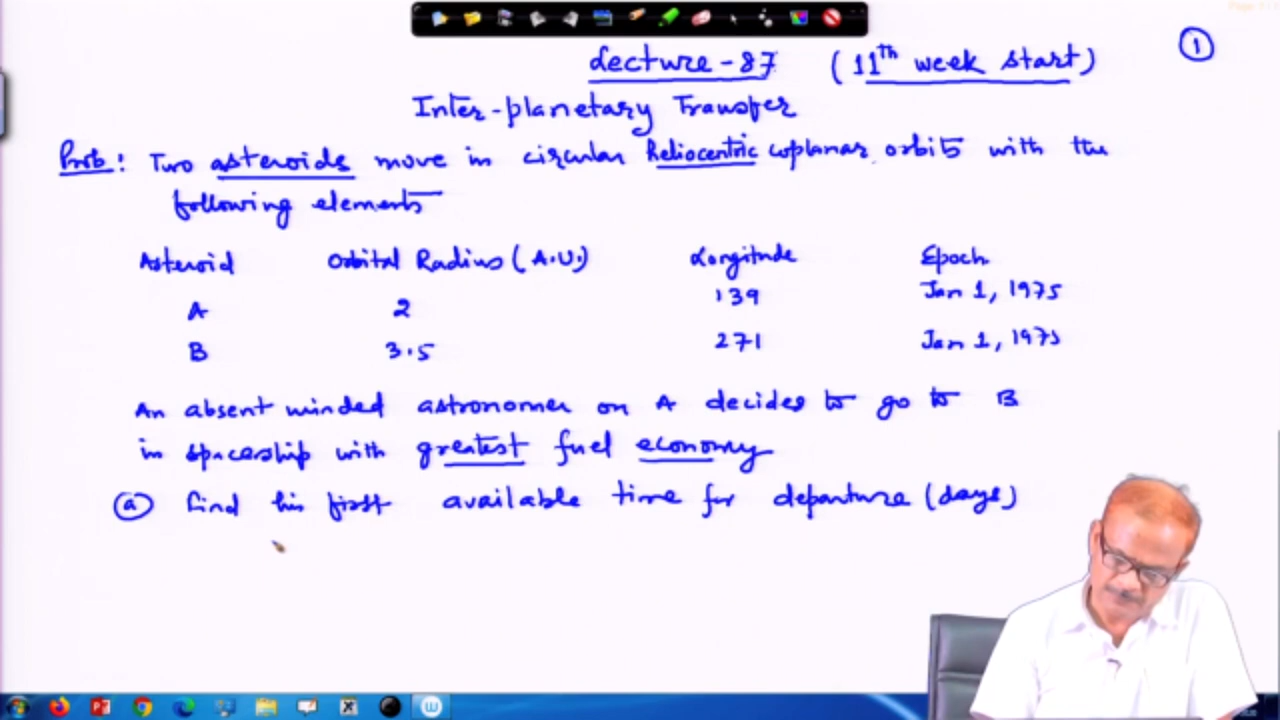 ①
Lecture-87 (11th week start)
Inter-planetary Transfer
Prob: Two asteroids move in circular heliocentric coplanar orbits with the
following elements
Asteroid Orbital Radius (A.U.) Longitude Epoch
A 2 139 Jan 1, 1975
B 3.5 271 Jan 1, 1975
An absent minded astronomer on A decides to go to B
in spaceship with greatest fuel economy
ⓐ Find his first available time for departure (days)